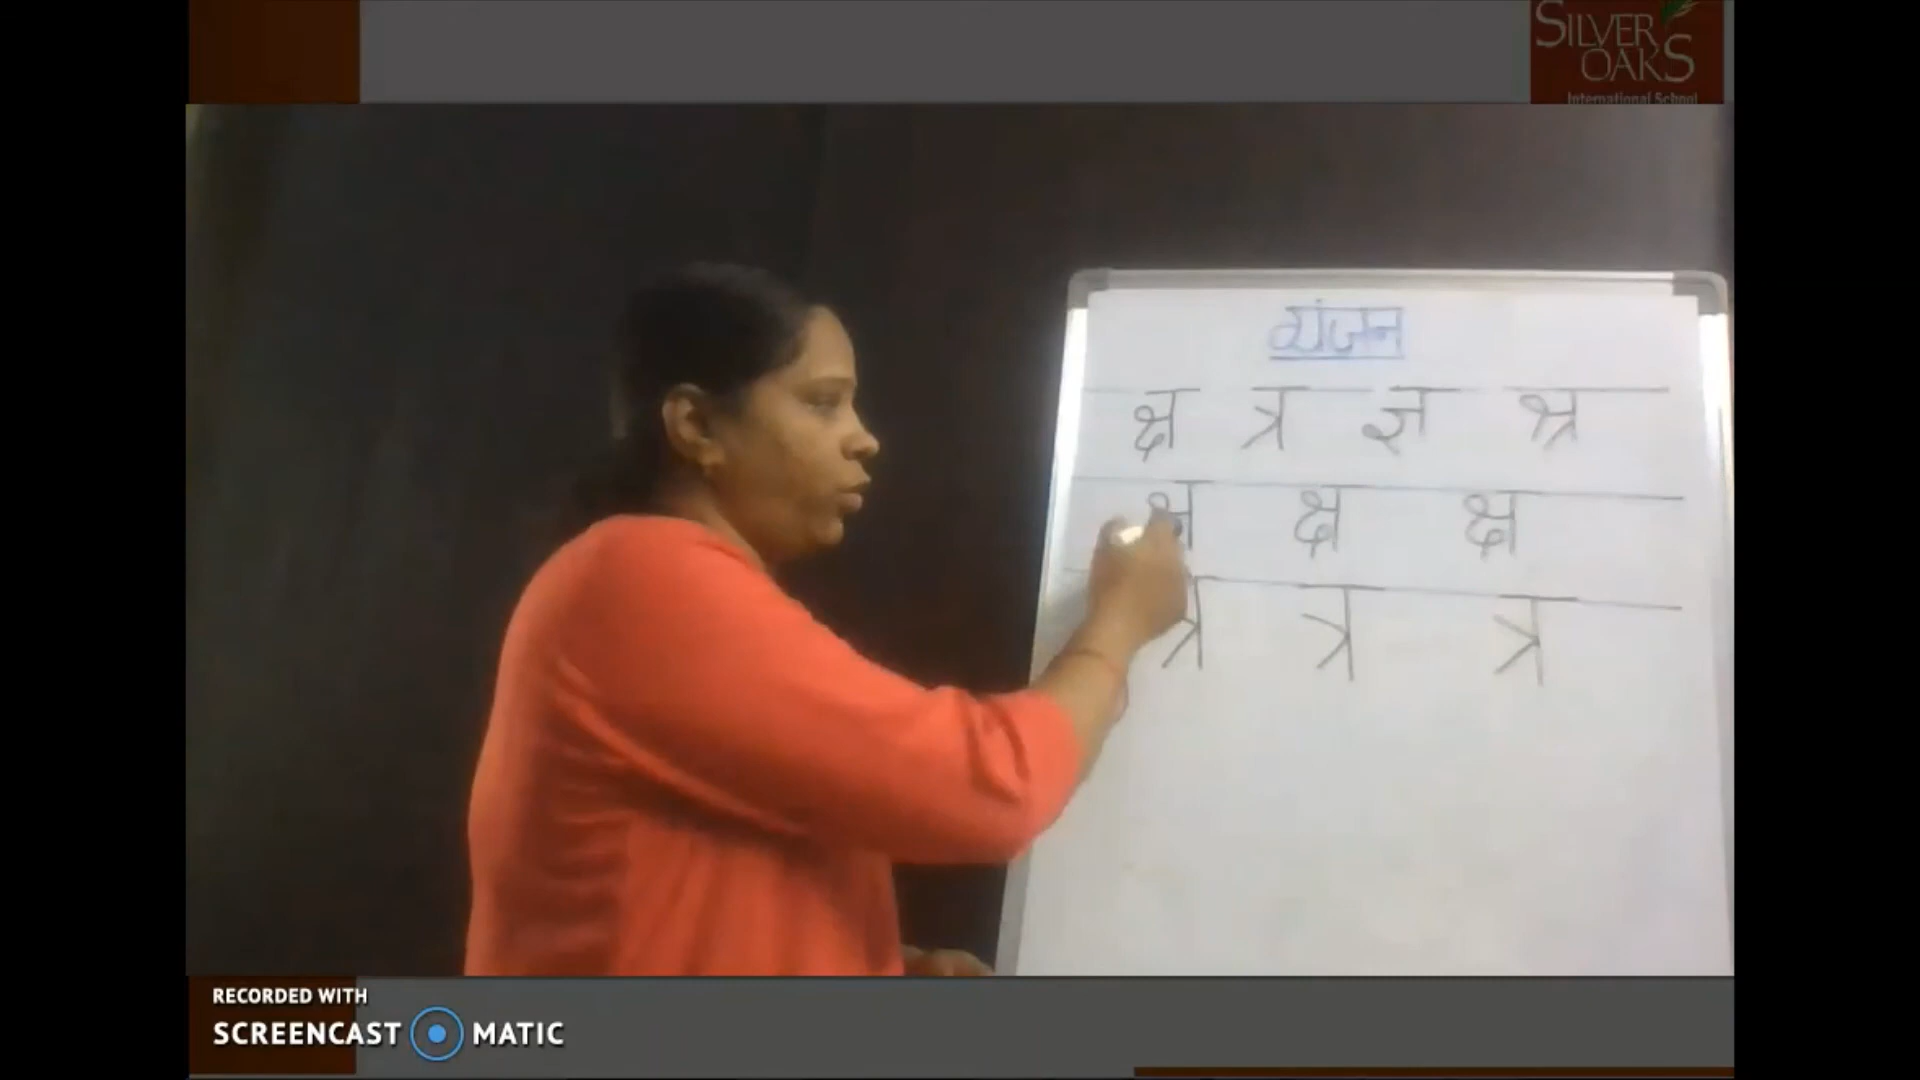 SILVER
OAKS
International School
व्यंजन
क्ष त्र ज्ञ श्र
क्ष क्ष क्ष
त्र त्र त्र
RECORDED WITH
SCREENCAST MATIC